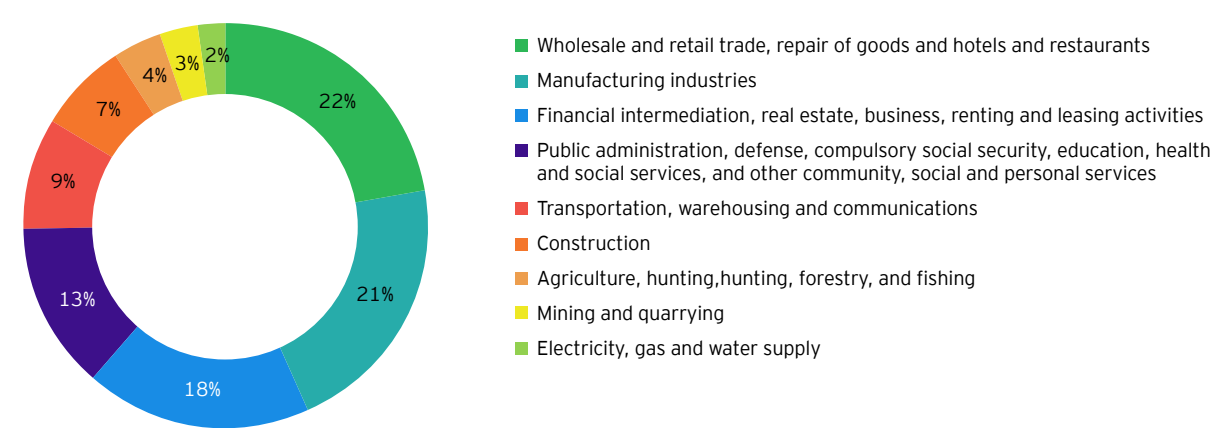 22%
21%
18%
13%
9%
7%
4%
3%
2%
Wholesale and retail trade, repair of goods and hotels and restaurants
Manufacturing industries
Financial intermediation, real estate, business, renting and leasing activities
Public administration, defense, compulsory social security, education, health
and social services, and other community, social and personal services
Transportation, warehousing and communications
Construction
Agriculture, hunting,hunting, forestry, and fishing
Mining and quarrying
Electricity, gas and water supply